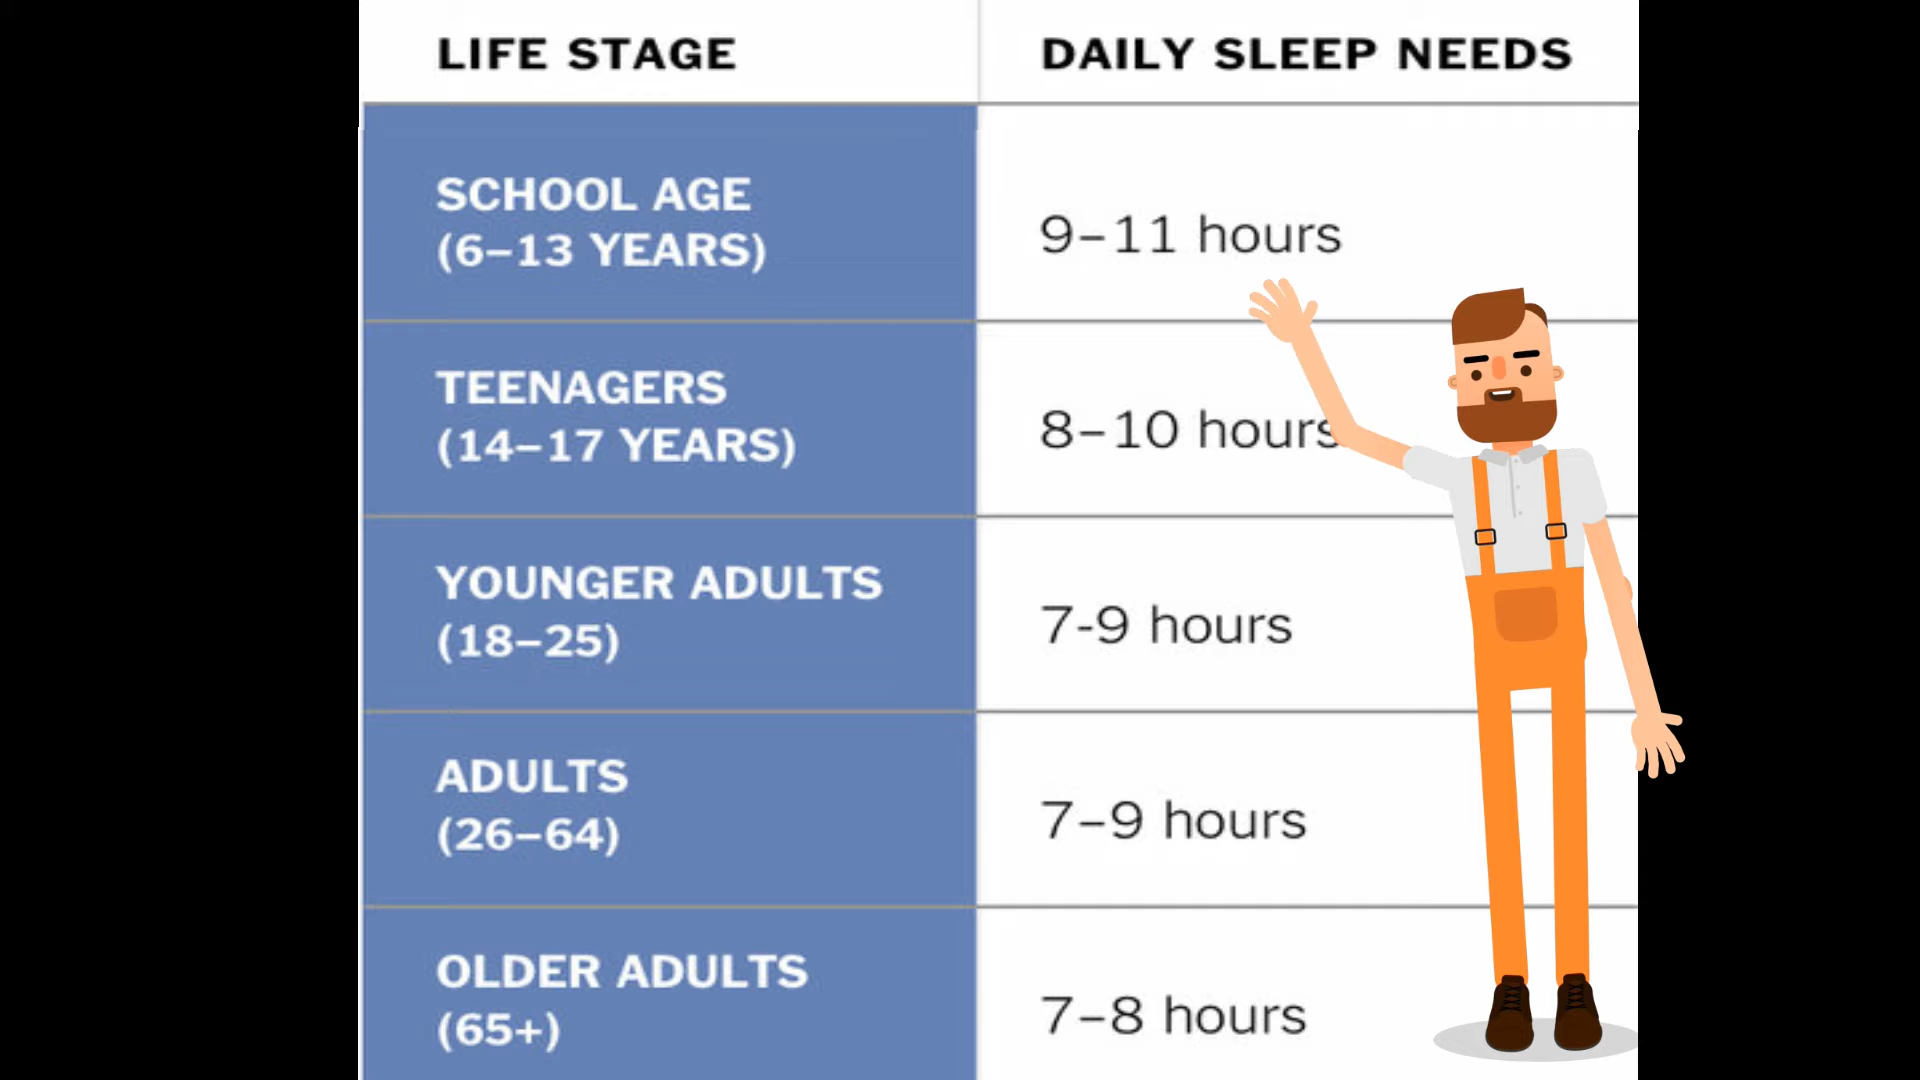 LIFE STAGE
DAILY SLEEP NEEDS
SCHOOL AGE
(6–13 YEARS)
9–11 hours
TEENAGERS
(14–17 YEARS)
8–10 hours
YOUNGER ADULTS
(18–25)
7-9 hours
ADULTS
(26–64)
7–9 hours
OLDER ADULTS
(65+)
7–8 hours